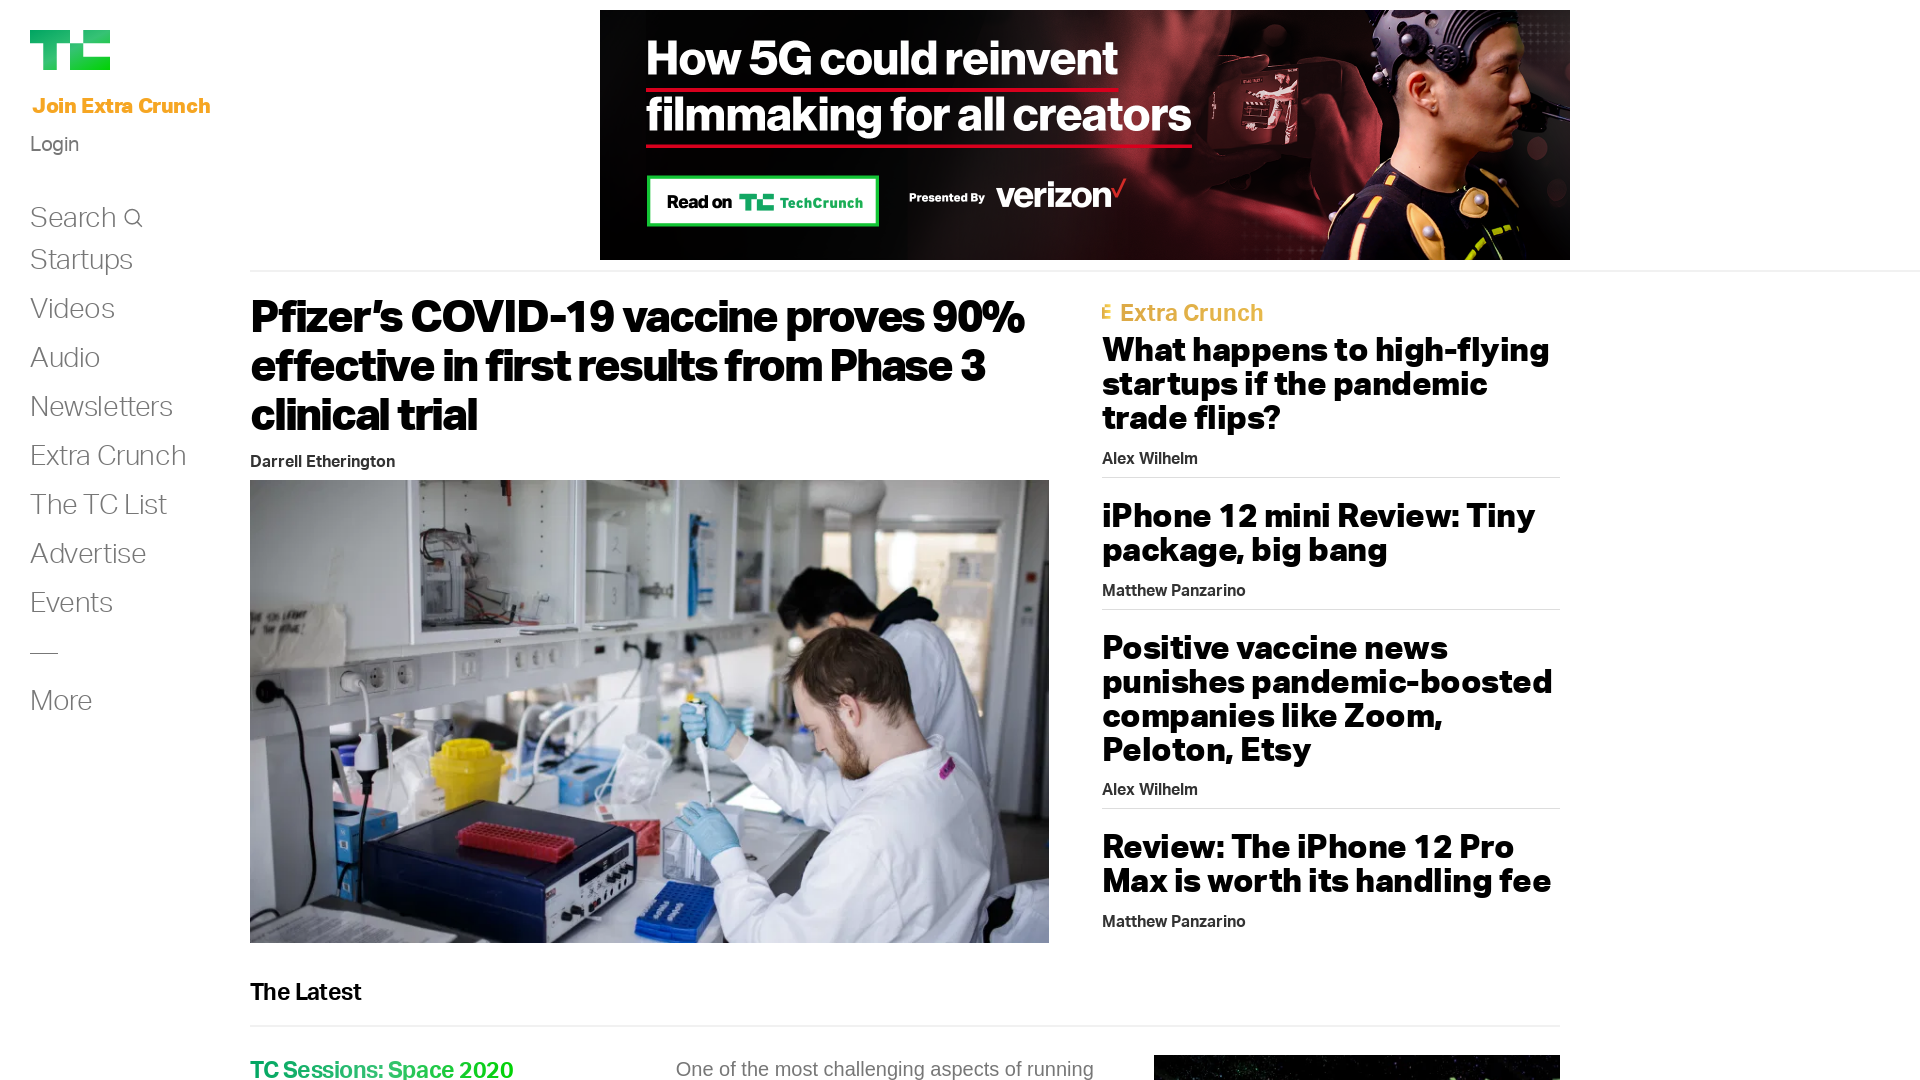 TC
Join Extra Crunch
Login
Search
Startups
Videos
Audio
Newsletters
Extra Crunch
The TC List
Advertise
Events
—
More
How 5G could reinvent
filmmaking for all creators
Read on TC TechCrunch
Presented By verizon✓
Pfizer’s COVID-19 vaccine proves 90%
effective in first results from Phase 3
clinical trial
Darrell Etherington
Extra Crunch
What happens to high-flying
startups if the pandemic
trade flips?
Alex Wilhelm
iPhone 12 mini Review: Tiny
package, big bang
Matthew Panzarino
Positive vaccine news
punishes pandemic-boosted
companies like Zoom,
Peloton, Etsy
Alex Wilhelm
Review: The iPhone 12 Pro
Max is worth its handling fee
Matthew Panzarino
The Latest
TC Sessions: Space 2020
One of the most challenging aspects of running